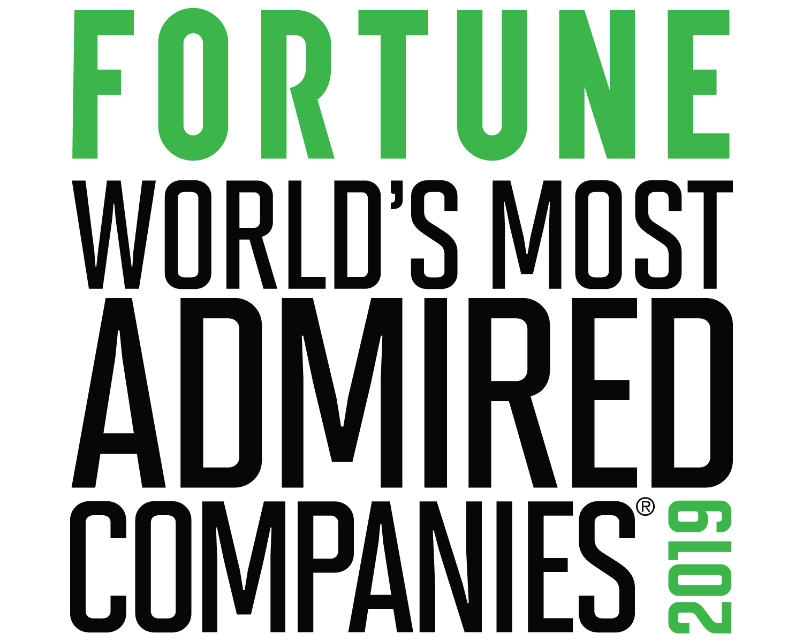 FORTUNE
WORLD'S MOST
ADMIRED
COMPANIES®
2019